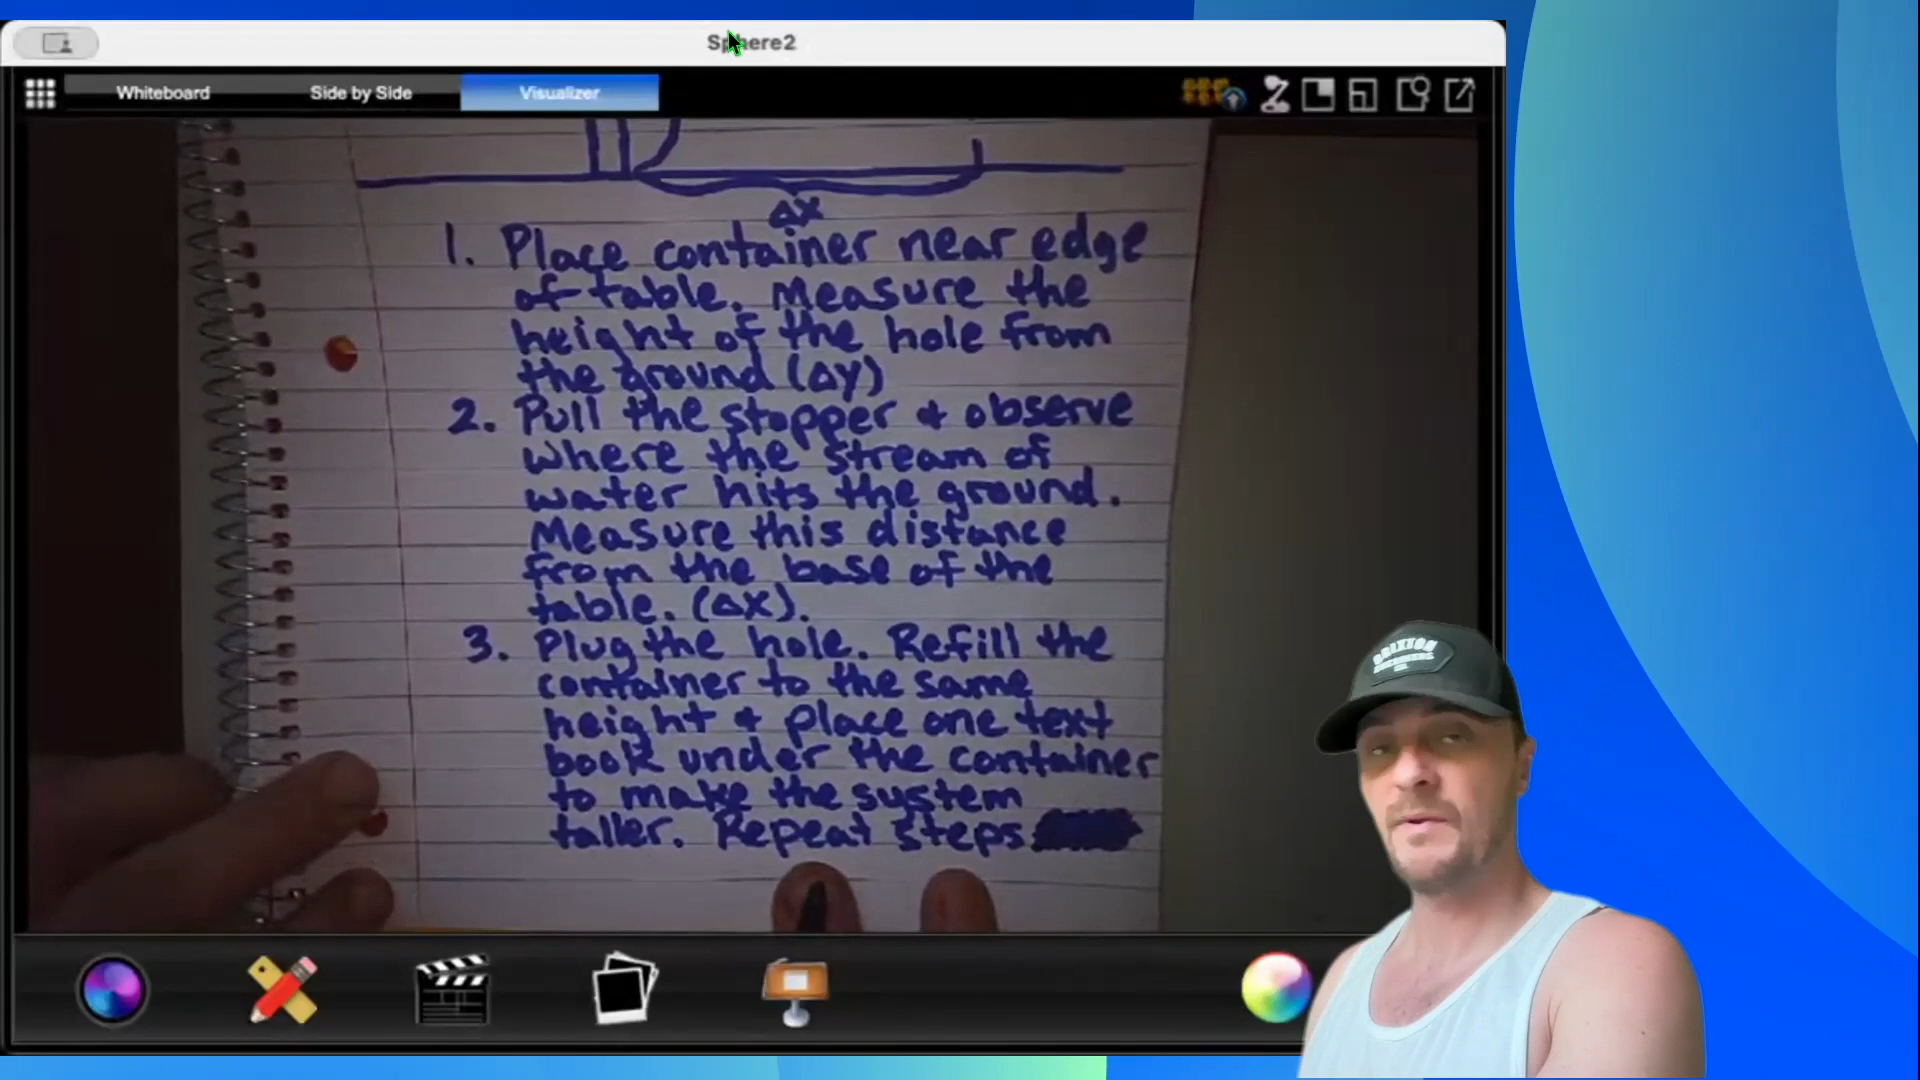 Sphere2
Whiteboard
Side by Side
Visualizer
Δx
1. Place container near edge
of table. Measure the
height of the hole from
the ground (Δy)
2. Pull the stopper & observe
where the stream of
water hits the ground.
Measure this distance
from the base of the
table. (Δx).
3. Plug the hole. Refill the
container to the same
height & place one text
book under the container
to make the system
taller. Repeat steps
BRIXTON